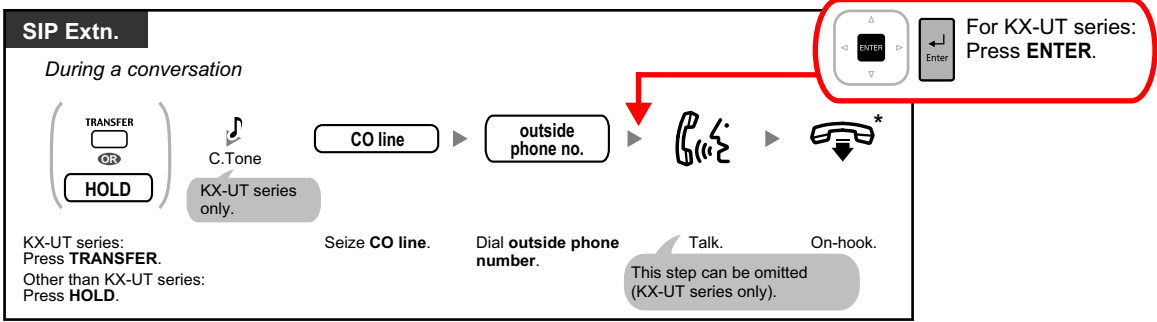 SIP Extn.
During a conversation
ENTER
Enter
For KX-UT series:
Press ENTER.
TRANSFER
OR
HOLD
C.Tone
KX-UT series
only.
CO line
outside
phone no.
*
KX-UT series:
Press TRANSFER.
Other than KX-UT series:
Press HOLD.
Seize CO line.
Dial outside phone
number.
Talk.
This step can be omitted
(KX-UT series only).
On-hook.